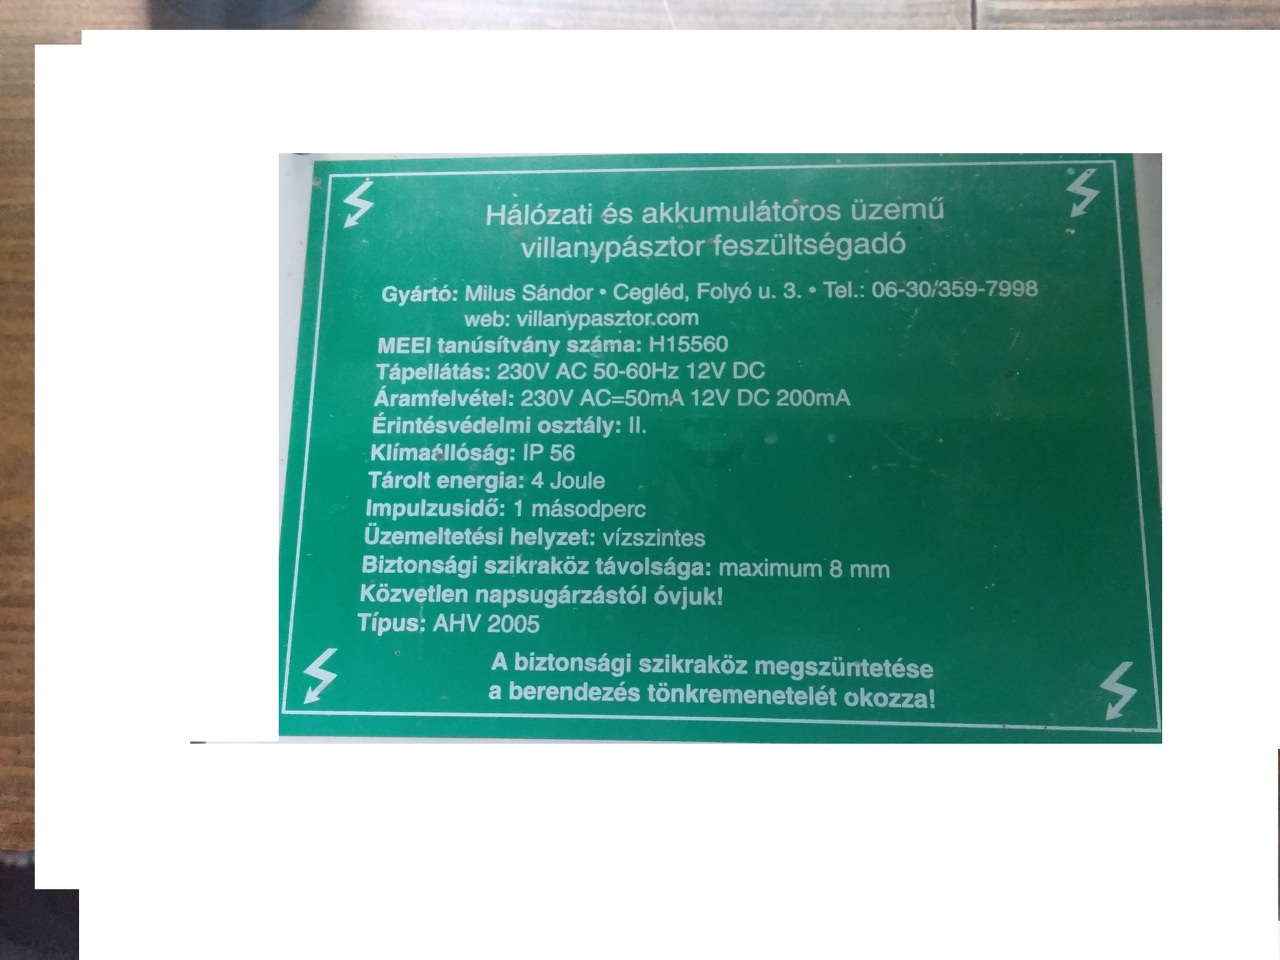 Hálózati és akkumulátoros üzemű
villanypásztor feszültségadó
Gyártó: Milus Sándor • Cegléd, Folyó u. 3. • Tel.: 06-30/359-7998
web: villanypasztor.com
MEEI tanúsítvány száma: H15560
Tápellátás: 230V AC 50-60Hz 12V DC
Áramfelvétel: 230V AC=50mA 12V DC 200mA
Érintésvédelmi osztály: II.
Klímaállóság: IP 56
Tárolt energia: 4 Joule
Impulzusidő: 1 másodperc
Üzemeltetési helyzet: vízszintes
Biztonsági szikraköz távolsága: maximum 8 mm
Közvetlen napsugárzástól óvjuk!
Típus: AHV 2005
A biztonsági szikraköz megszüntetése
a berendezés tönkremenetelét okozza!